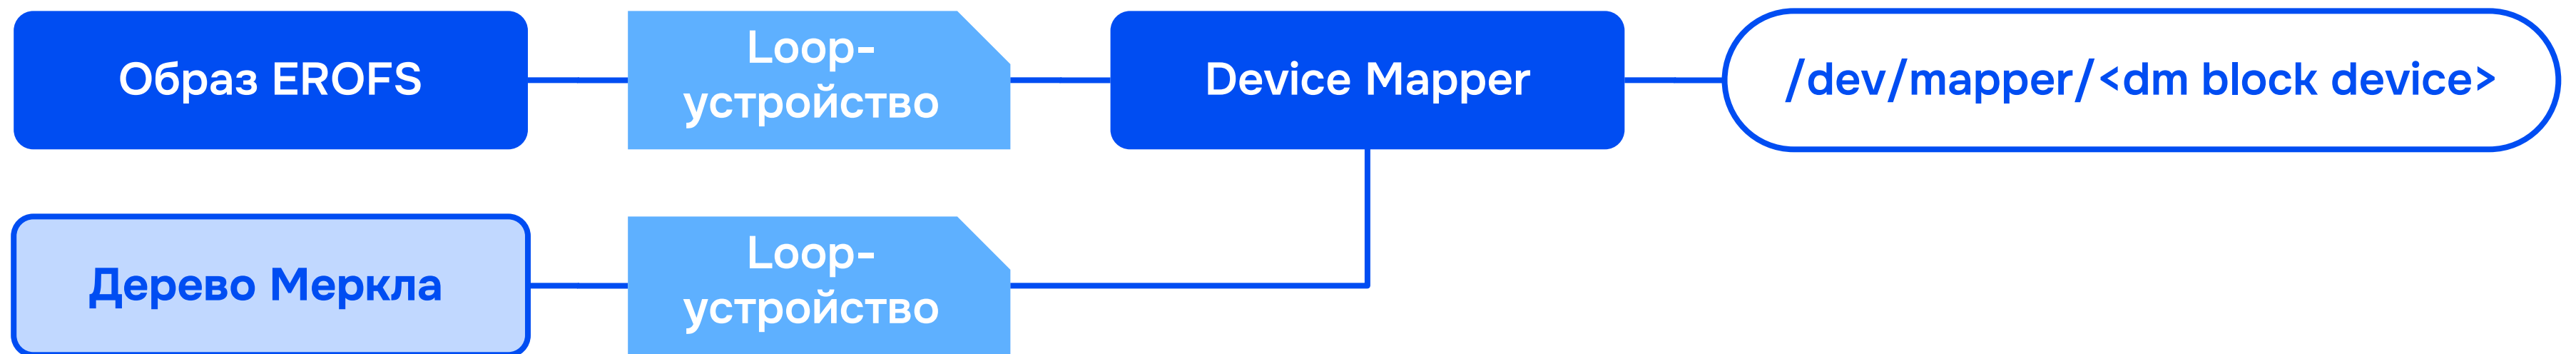 Образ EROFS
Loop-
устройство
Device Mapper
/dev/mapper/<dm block device>
Дерево Меркла
Loop-
устройство